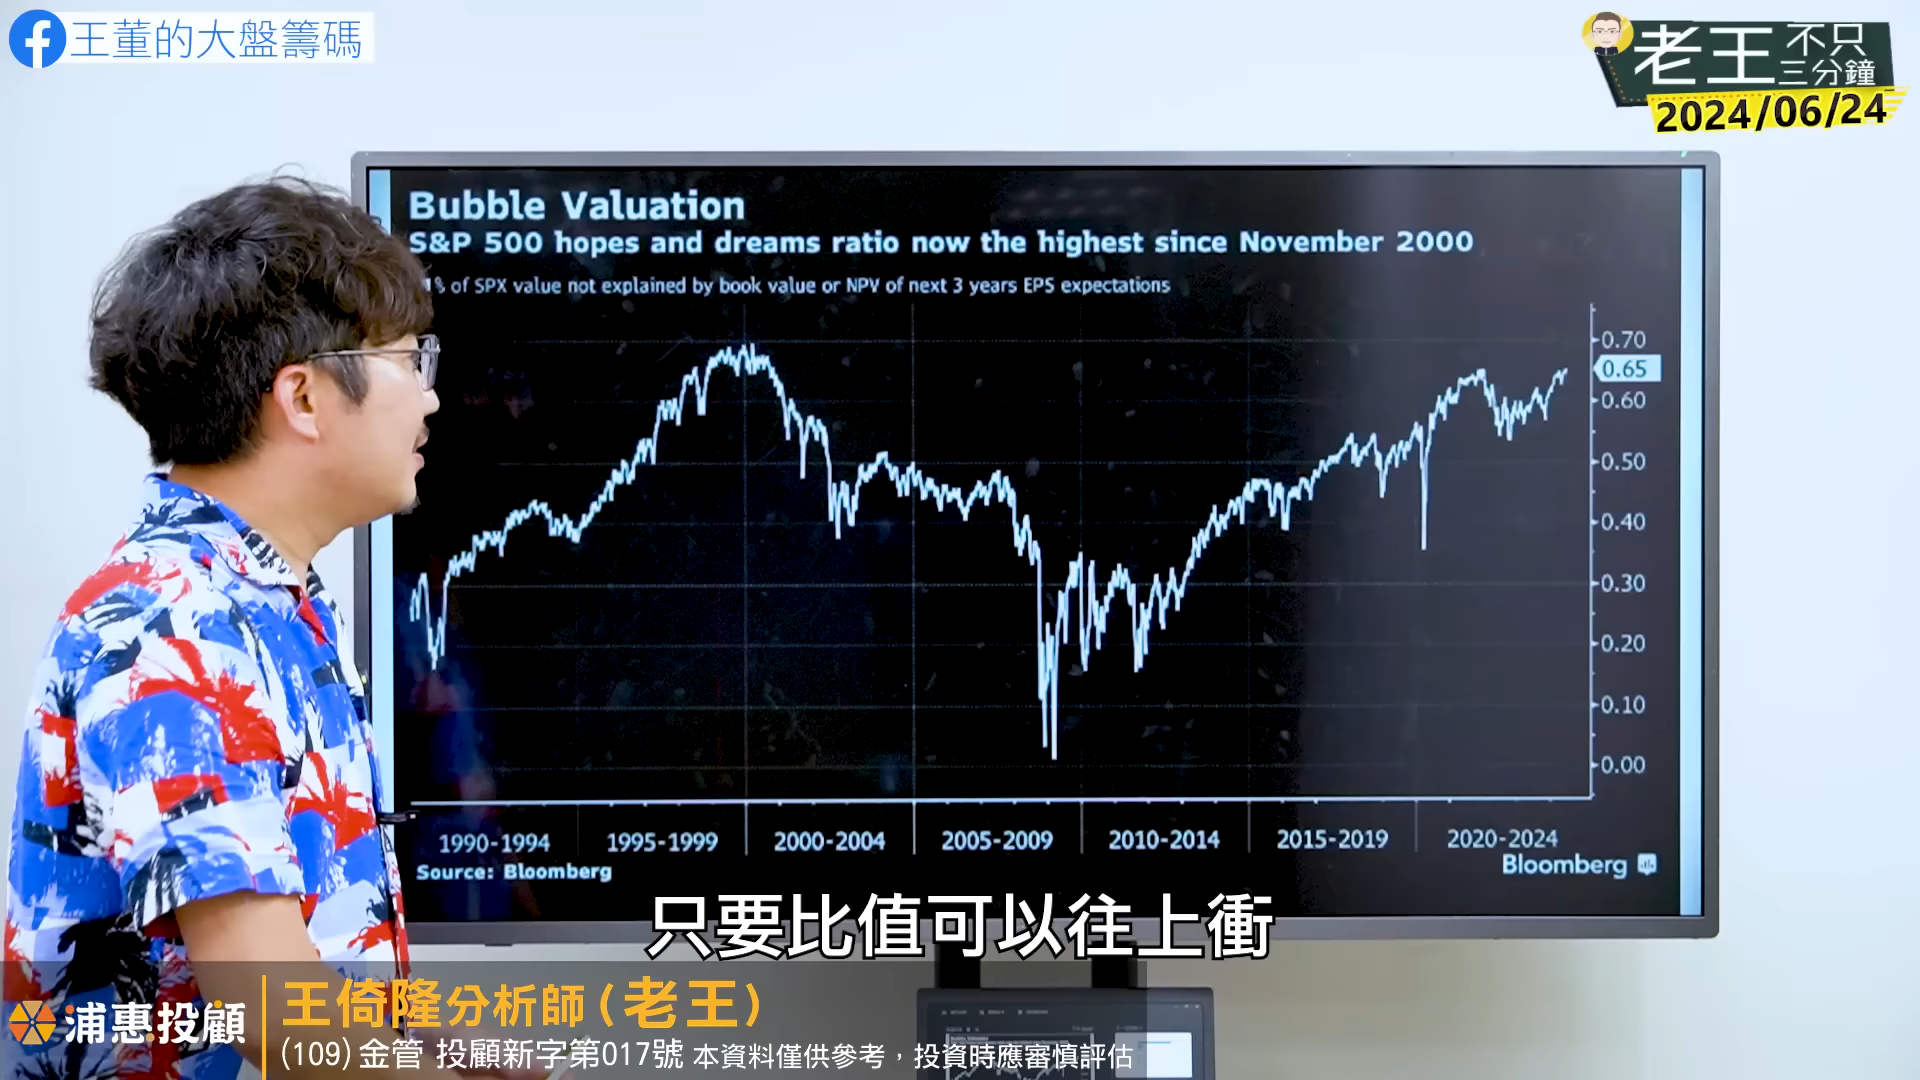 王董的大盤籌碼
老王 不只三分鐘
2024/06/24
Bubble Valuation
S&P 500 hopes and dreams ratio now the highest since November 2000
% of SPX value not explained by book value or NPV of next 3 years EPS expectations
0.70
0.65
0.60
0.50
0.40
0.30
0.20
0.10
0.00
1990-1994 1995-1999 2000-2004 2005-2009 2010-2014 2015-2019 2020-2024
Source: Bloomberg
Bloomberg
只要比值可以往上衝
浦惠投顧
王倚隆分析師(老王)
(109)金管 投顧新字第017號 本資料僅供參考，投資時應審慎評估